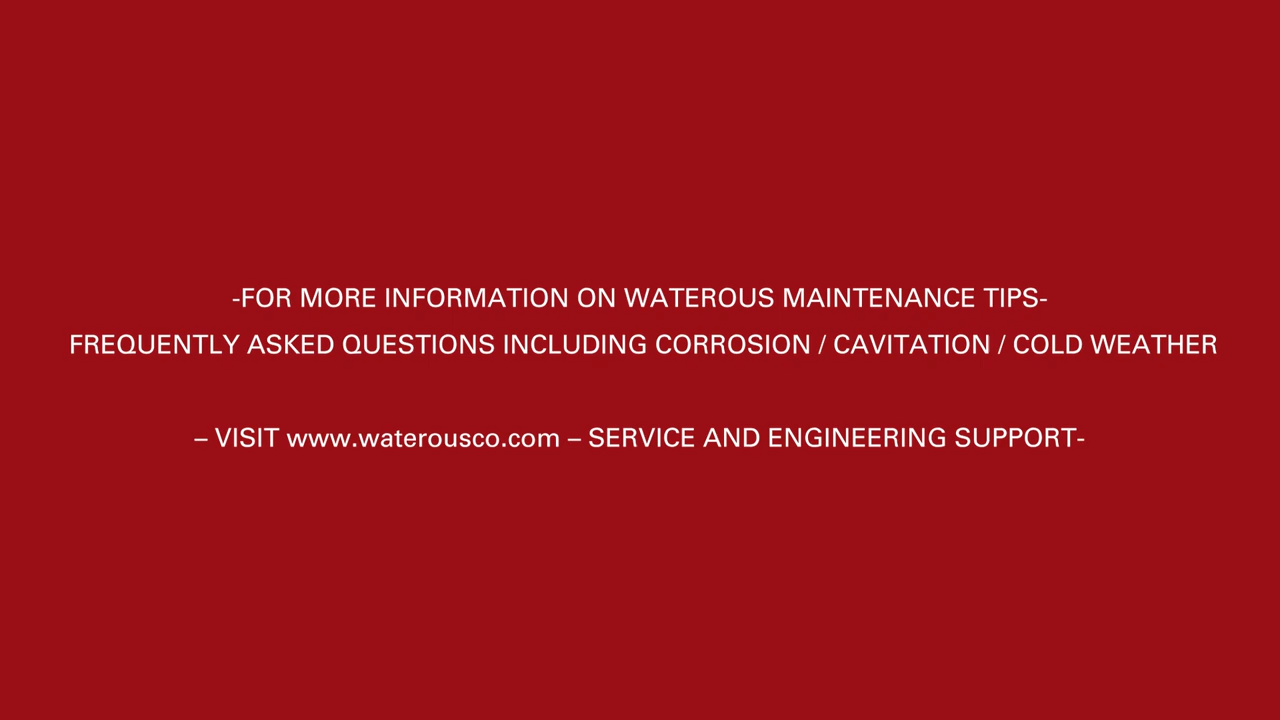 -FOR MORE INFORMATION ON WATEROUS MAINTENANCE TIPS-
FREQUENTLY ASKED QUESTIONS INCLUDING CORROSION / CAVITATION / COLD WEATHER
– VISIT www.waterousco.com – SERVICE AND ENGINEERING SUPPORT-